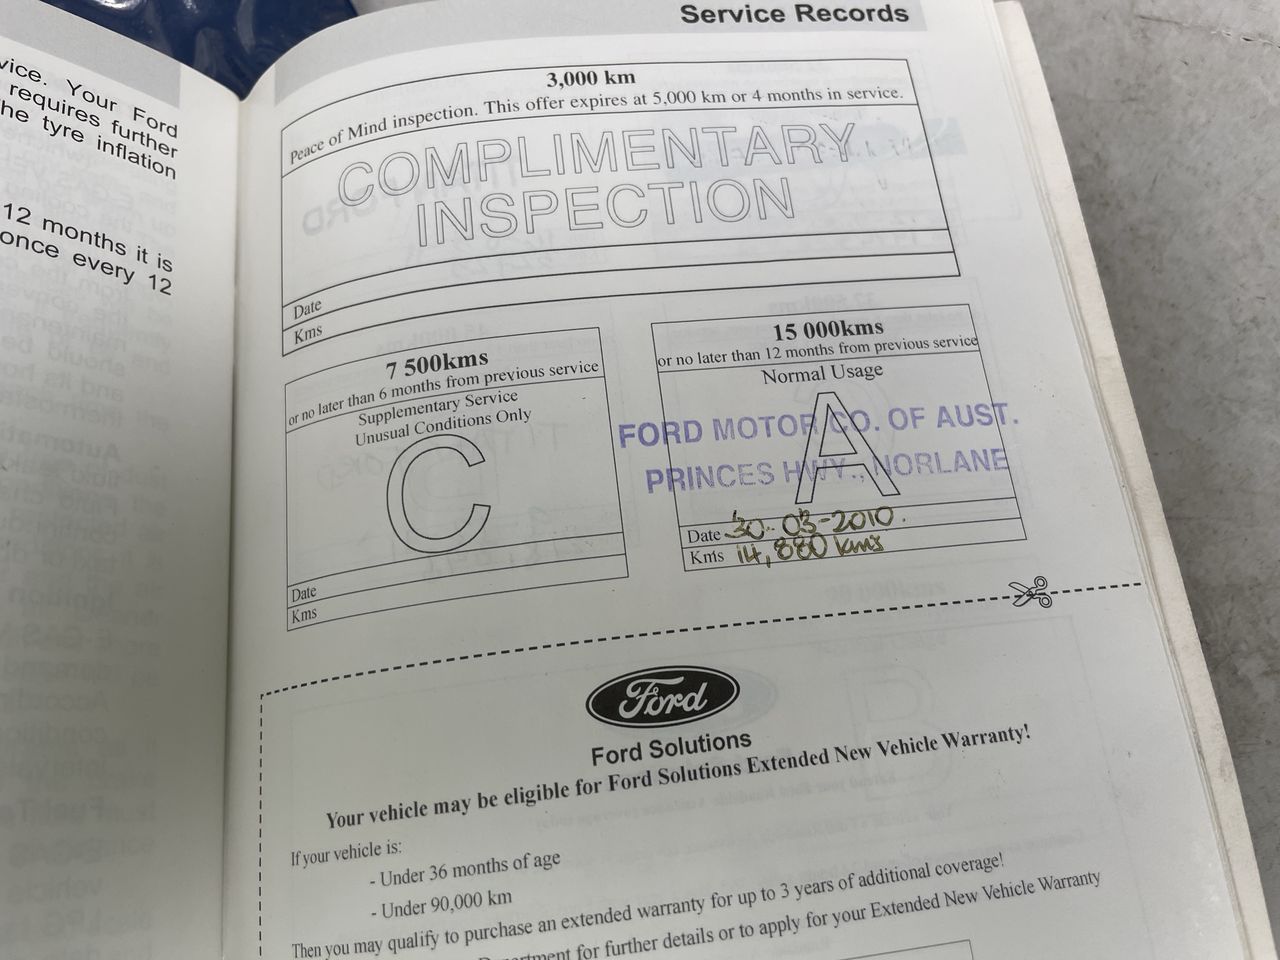 vice. Your Ford
requires further
he tyre inflation
12 months it is
once every 12
Service Records
3,000 km
Peace of Mind inspection. This offer expires at 5,000 km or 4 months in service.
COMPLIMENTARY
INSPECTION
Date
Kms
7 500kms
or no later than 6 months from previous service
Supplementary Service
Unusual Conditions Only
C
Date
Kms
15 000kms
or no later than 12 months from previous service
Normal Usage
A
FORD MOTOR CO. OF AUST.
PRINCES HWY., NORLANE
Date 30-03-2010.
Kms 14,880 kms
Ford
Ford Solutions
Your vehicle may be eligible for Ford Solutions Extended New Vehicle Warranty!
If your vehicle is:
- Under 36 months of age
- Under 90,000 km
Then you may qualify to purchase an extended warranty for up to 3 years of additional coverage!
for further details or to apply for your Extended New Vehicle Warranty